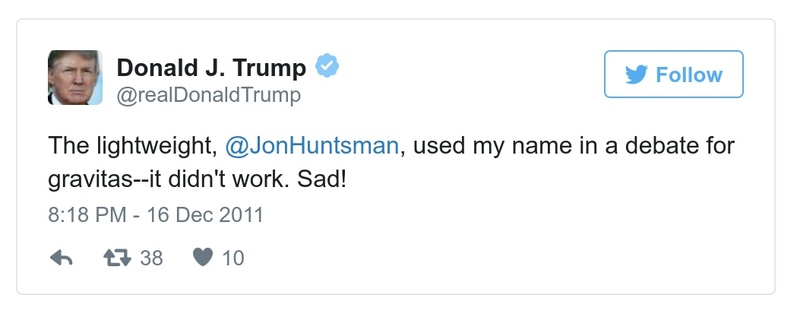 Donald J. Trump
@realDonaldTrump
Follow
The lightweight, @JonHuntsman, used my name in a debate for
gravitas--it didn't work. Sad!
8:18 PM - 16 Dec 2011
38 10